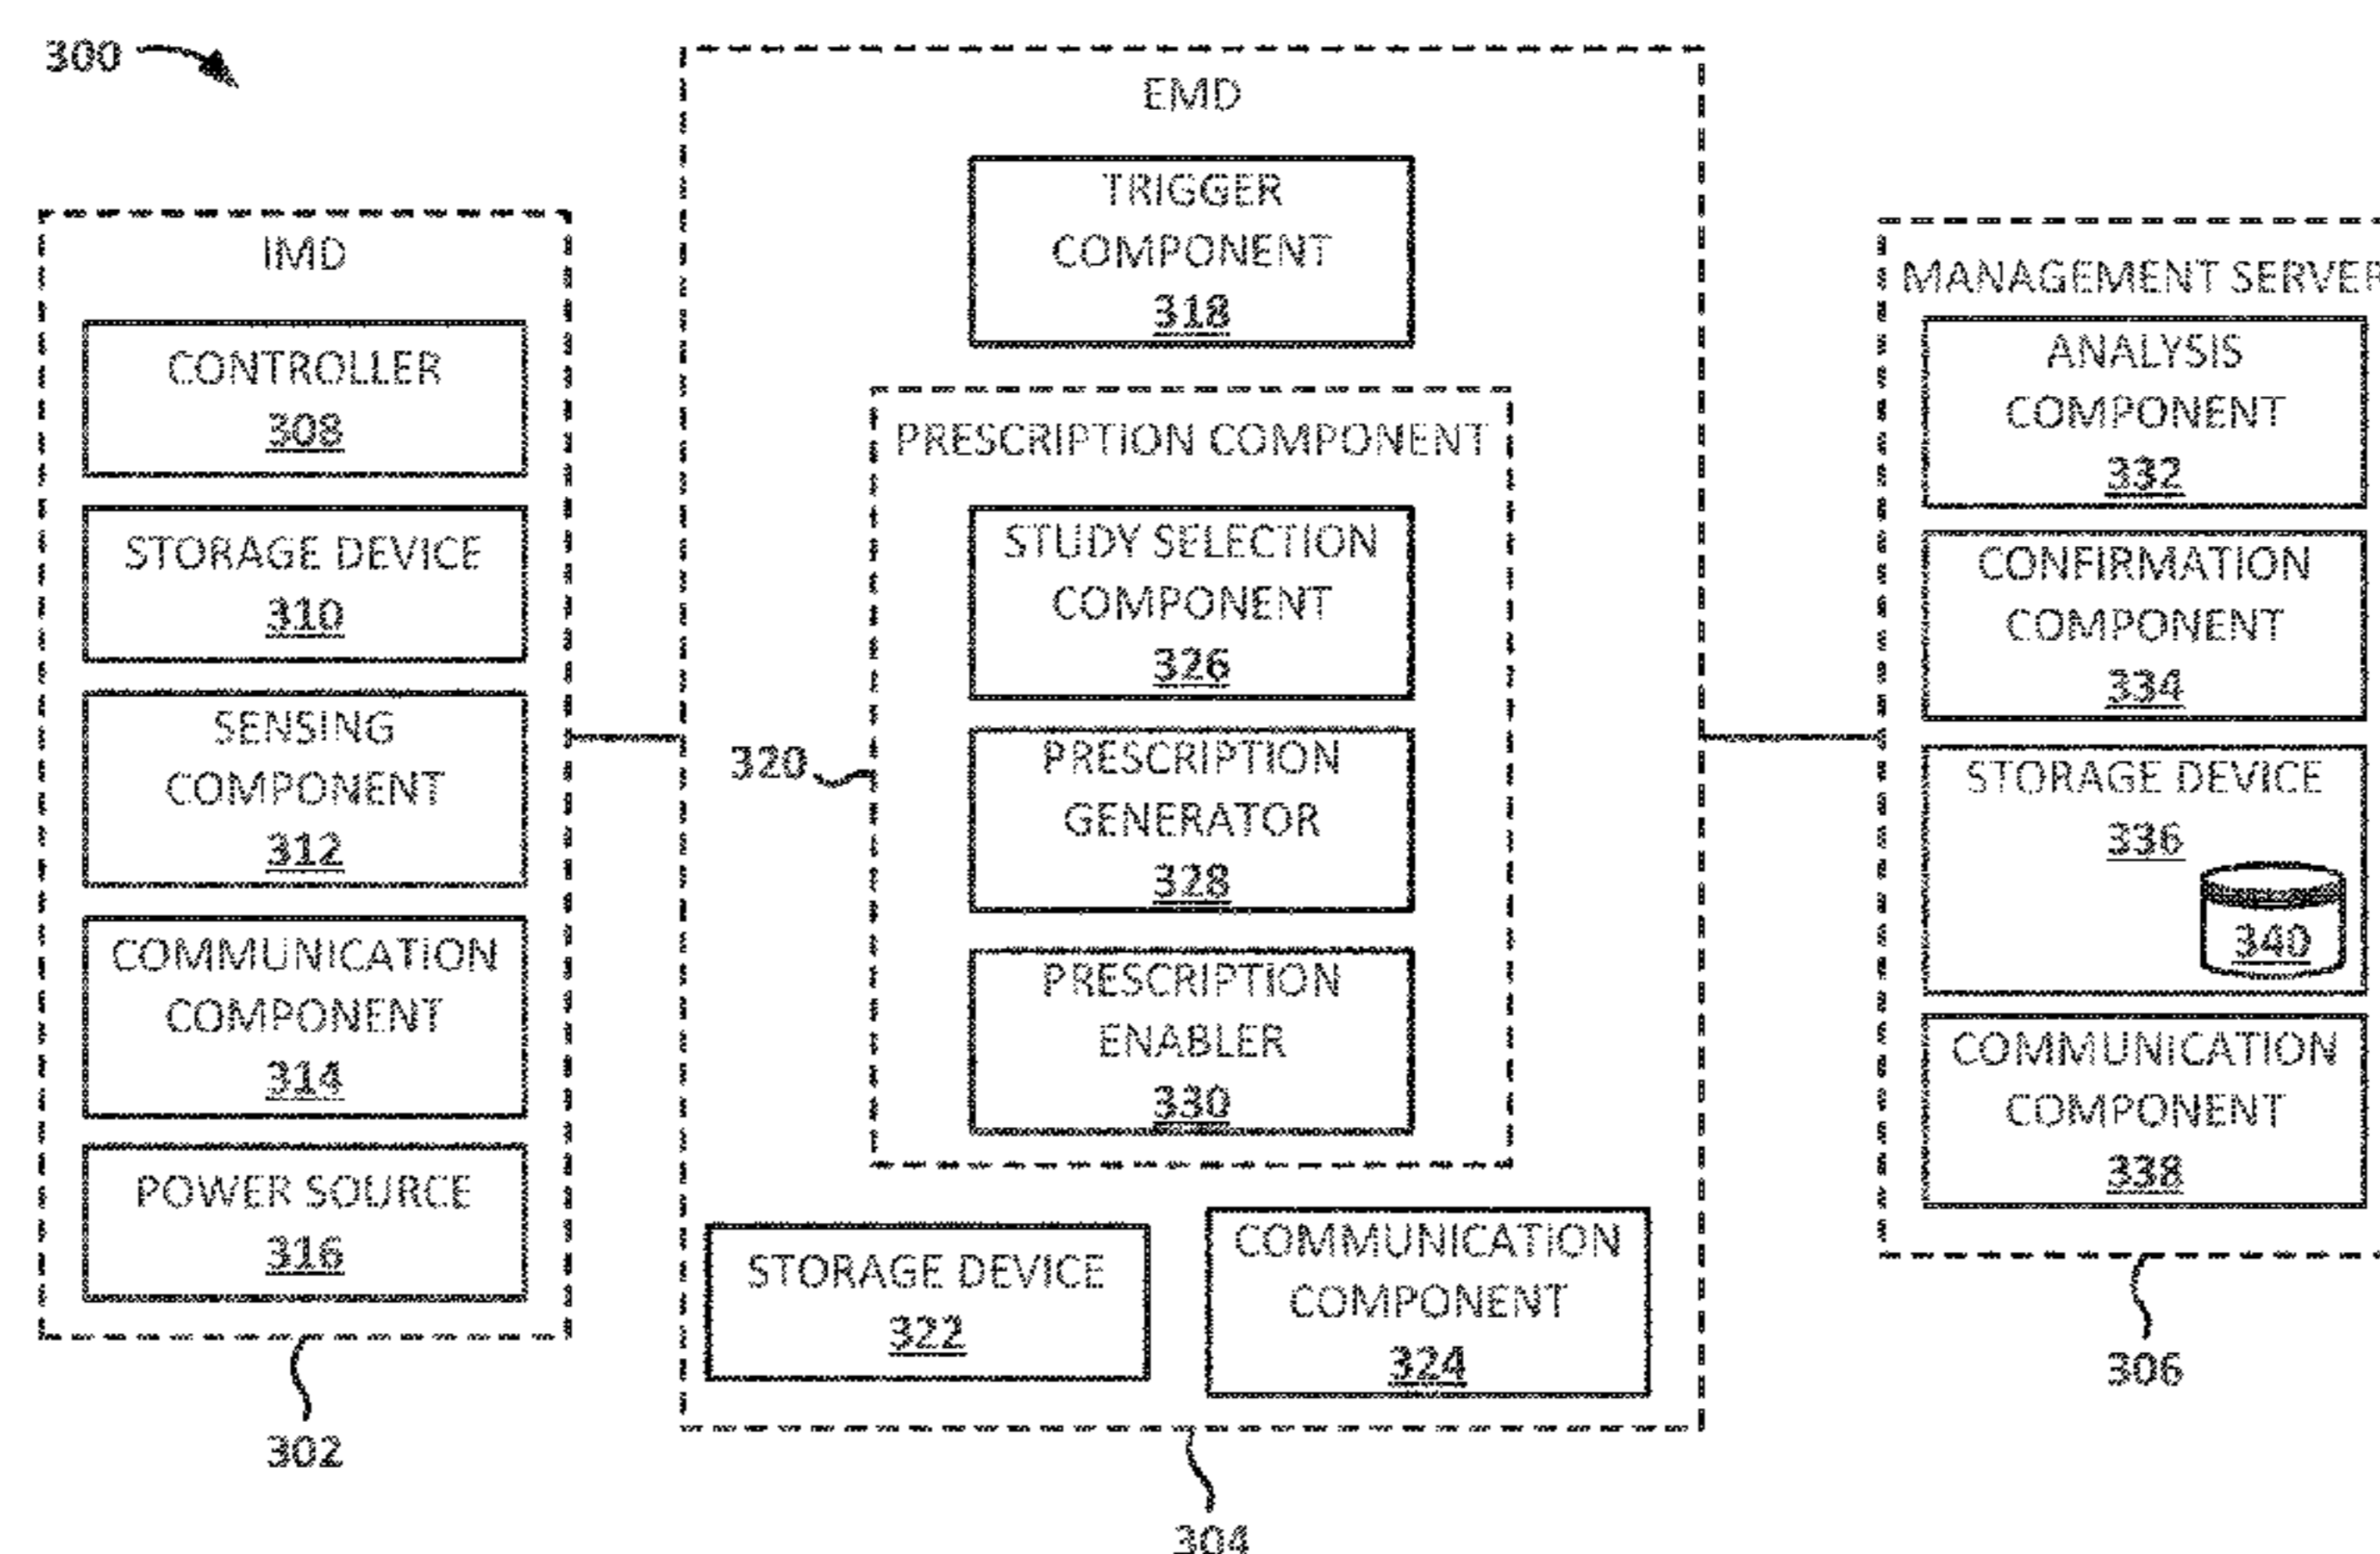 300
IMD
CONTROLLER
308
STORAGE DEVICE
310
SENSING
COMPONENT
312
COMMUNICATION
COMPONENT
314
POWER SOURCE
316
302
EMD
TRIGGER
COMPONENT
318
PRESCRIPTION COMPONENT
STUDY SELECTION
COMPONENT
326
PRESCRIPTION
GENERATOR
328
PRESCRIPTION
ENABLER
330
320
STORAGE DEVICE
322
COMMUNICATION
COMPONENT
324
304
MANAGEMENT SERVER
ANALYSIS
COMPONENT
332
CONFIRMATION
COMPONENT
334
STORAGE DEVICE
336
340
COMMUNICATION
COMPONENT
338
306